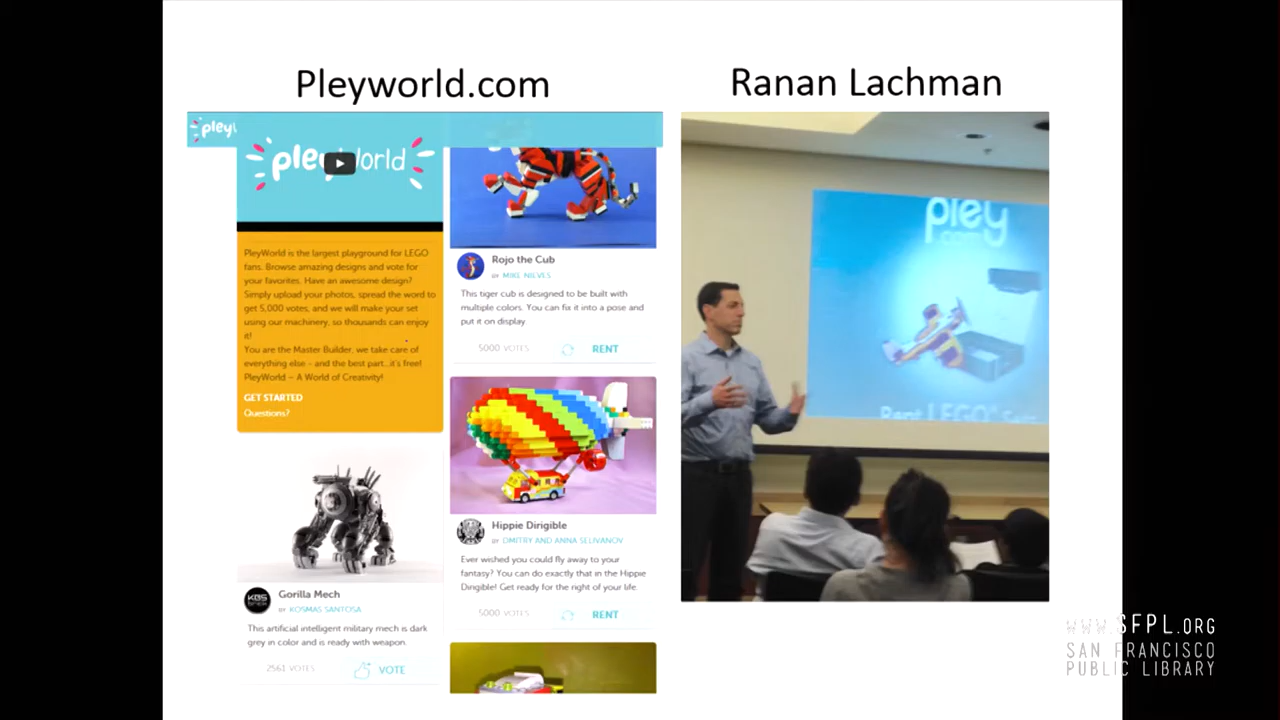 Pleyworld.com
Ranan Lachman
pley
PleyWorld is the largest playground for LEGO
fans. Browse amazing designs and vote for
your favorites. Have an awesome design?
Simply upload your photos, spread the word to
get 5,000 votes, and we will make your set
using our machinery, so thousands can enjoy
it!
You are the Master Builder, we take care of
everything else - and the best part...it's free!
PleyWorld – A World of Creativity!
GET STARTED
Questions?
Gorilla Mech
BY KOSMAS SANTOSA
This artificial intelligent military mech is dark
grey in color and is ready with weapon.
2561 VOTES
VOTE
Rojo the Cub
BY MIKE NIEVES
This tiger cub is designed to be built with
multiple colors. You can fix it into a pose and
put it on display.
5000 VOTES
RENT
Hippie Dirigible
BY DMITRY AND ANNA SELIVANOV
Ever wished you could fly away to your
fantasy? You can do exactly that in the Hippie
Dirigible! Get ready for the right of your life.
5000 VOTES
RENT
pley
Rent LEGO
WWW.SFPL.ORG
SAN FRANCISCO
PUBLIC LIBRARY